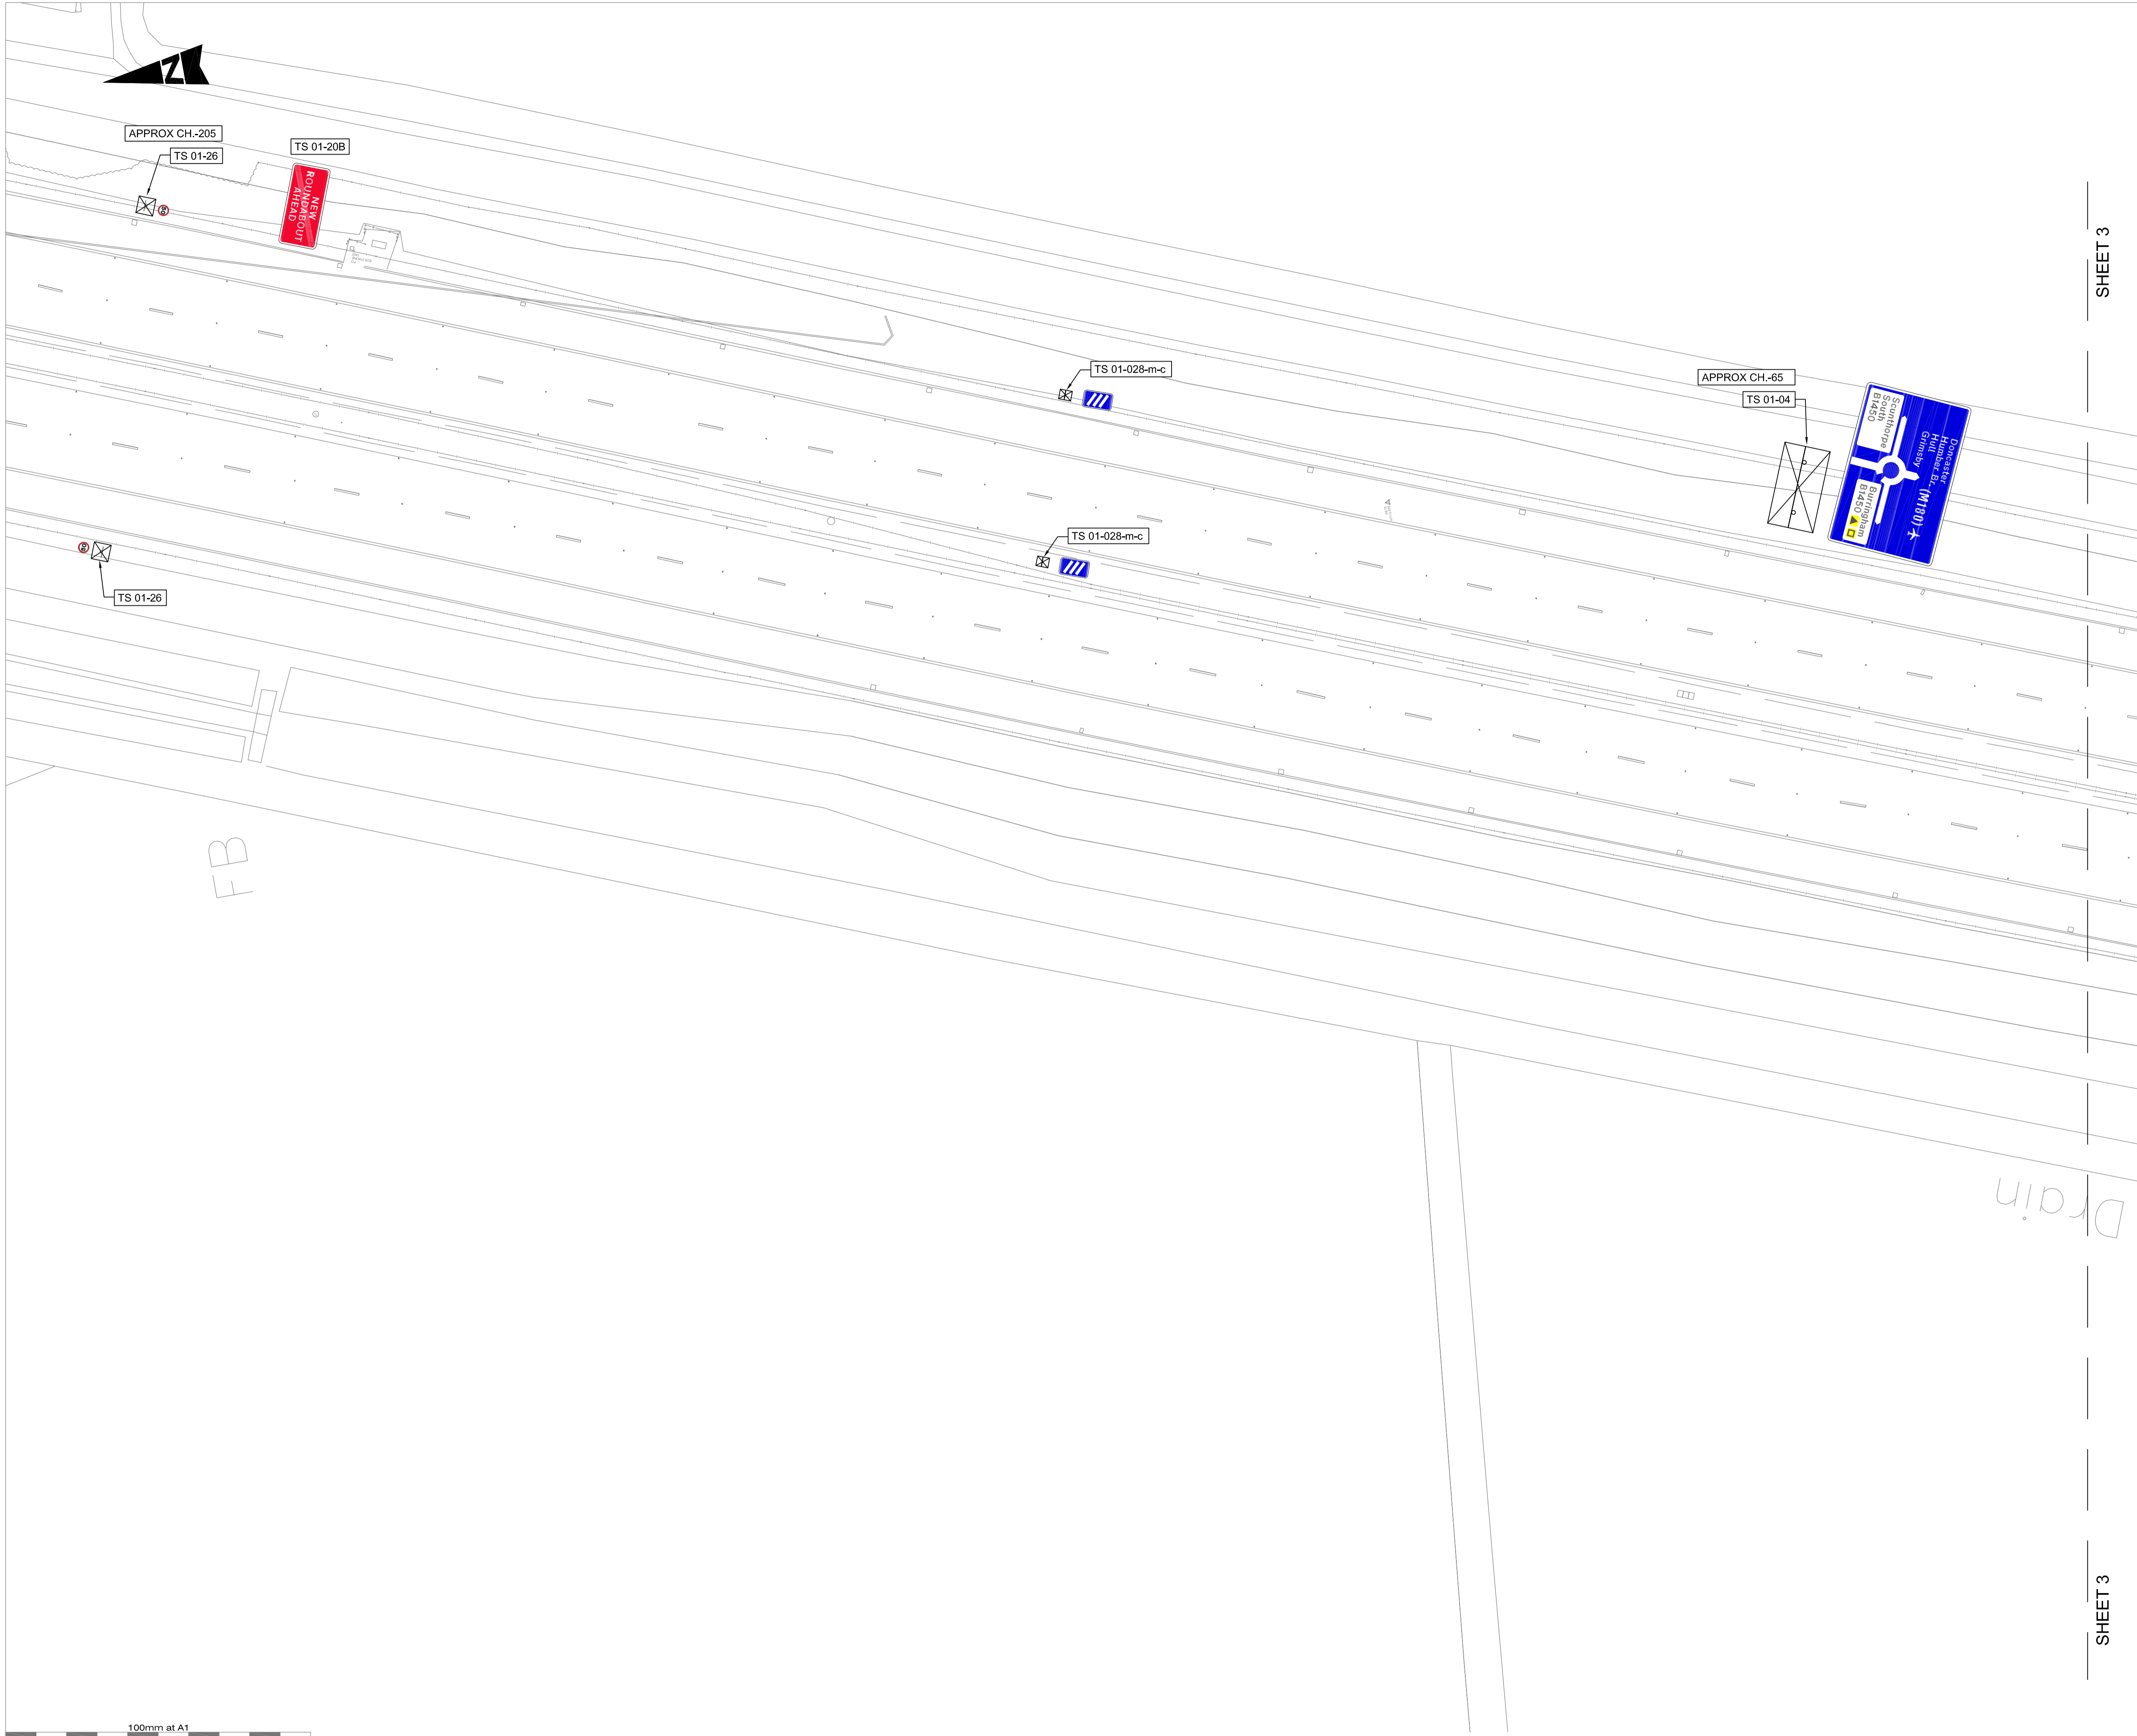 APPROX CH.-205
TS 01-26
TS 01-20B
NEW
ROUNDABOUT
AHEAD
TS 01-028-m-c
APPROX CH.-65
TS 01-04
Doncaster
Humber Br.
Hull
Grimsby
(M180)
Scunthorpe
South
B1450
Burringham
B1450
SHEET 3
TS 01-028-m-c
TS 01-26
FB
Drain
SHEET 3
100mm at A1